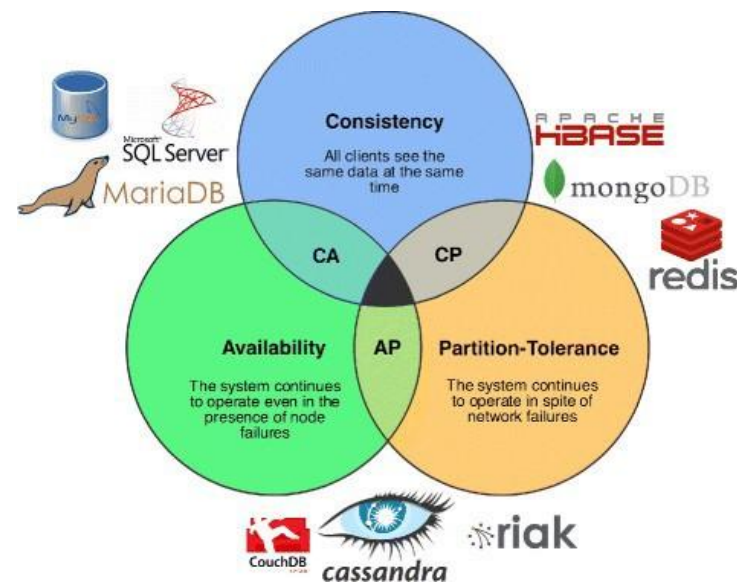 MySQL
Microsoft®
SQL Server
MariaDB
Consistency
All clients see the
same data at the same
time
APACHE
HBASE
mongoDB
redis
CA
CP
Availability
The system continues
to operate even in the
presence of node
failures
AP
Partition-Tolerance
The system continues
to operate in spite of
network failures
CouchDB
cassandra
riak